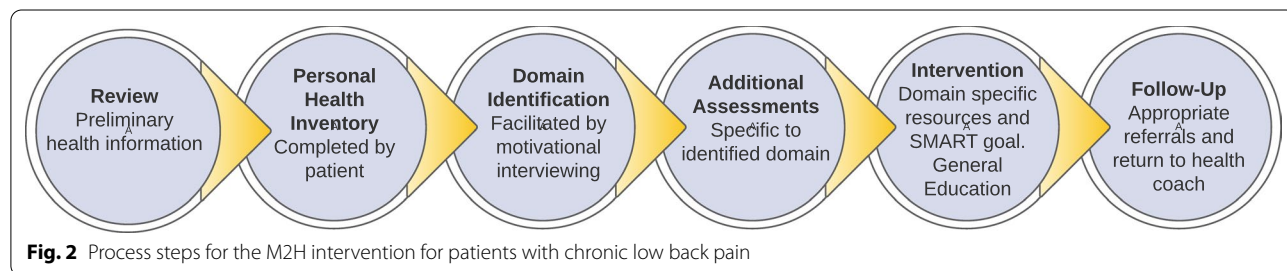 Review
Preliminary
health information
Personal
Health
Inventory
Completed by
patient
Domain
Identification
Facilitated by
motivational
interviewing
Additional
Assessments
Specific to
identified domain
Intervention
Domain specific
resources and
SMART goal.
General
Education
Follow-Up
Appropriate
referrals and
return to health
coach
Fig. 2 Process steps for the M2H intervention for patients with chronic low back pain